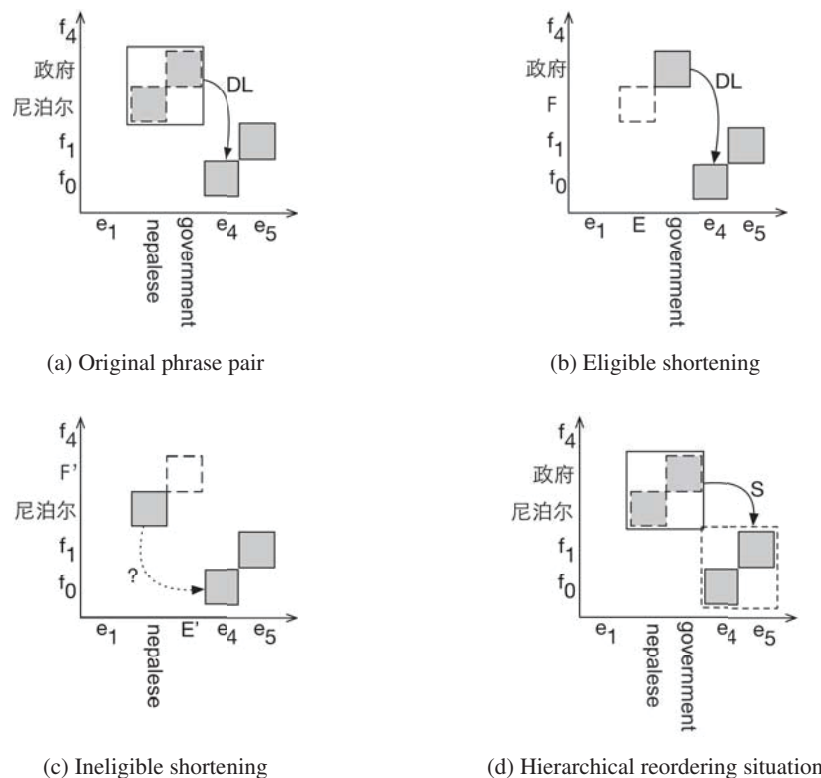 f4
政府
尼泊尔
f1
f0
DL
e1
nepalese
government
e4
e5
(a) Original phrase pair
f4
政府
F
f1
f0
DL
e1
E
government
e4
e5
(b) Eligible shortening
f4
F'
尼泊尔
f1
f0
?
e1
nepalese
E'
e4
e5
(c) Ineligible shortening
f4
政府
尼泊尔
f1
f0
S
e1
nepalese
government
e4
e5
(d) Hierarchical reordering situation